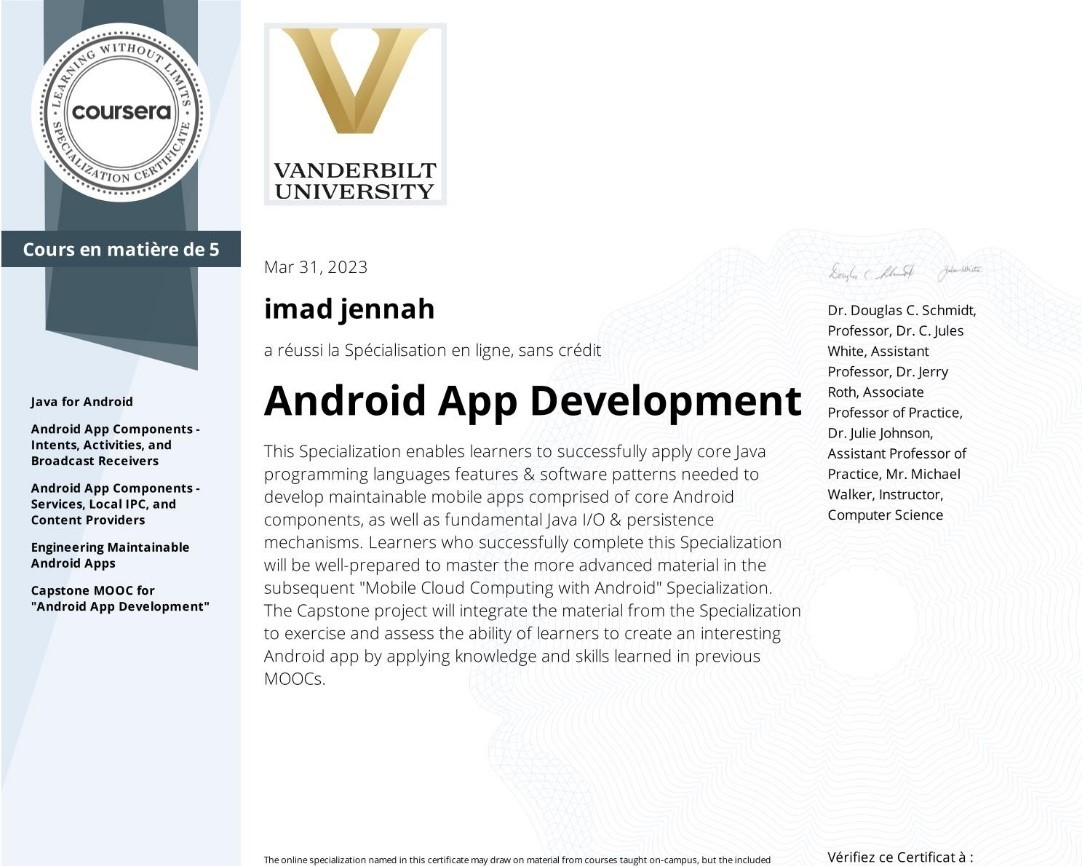 LEARNING WITHOUT LIMITS
coursera
SPECIALIZATION CERTIFICATE
VANDERBILT
UNIVERSITY
Cours en matière de 5
Java for Android
Android App Components -
Intents, Activities, and
Broadcast Receivers
Android App Components -
Services, Local IPC, and
Content Providers
Engineering Maintainable
Android Apps
Capstone MOOC for
"Android App Development"
Mar 31, 2023
imad jennah
a réussi la Spécialisation en ligne, sans crédit
Android App Development
This Specialization enables learners to successfully apply core Java
programming languages features & software patterns needed to
develop maintainable mobile apps comprised of core Android
components, as well as fundamental Java I/O & persistence
mechanisms. Learners who successfully complete this Specialization
will be well-prepared to master the more advanced material in the
subsequent "Mobile Cloud Computing with Android" Specialization.
The Capstone project will integrate the material from the Specialization
to exercise and assess the ability of learners to create an interesting
Android app by applying knowledge and skills learned in previous
MOOCs.
Dr. Douglas C. Schmidt,
Professor, Dr. C. Jules
White, Assistant
Professor, Dr. Jerry
Roth, Associate
Professor of Practice,
Dr. Julie Johnson,
Assistant Professor of
Practice, Mr. Michael
Walker, Instructor,
Computer Science
The online specialization named in this certificate may draw on material from courses taught on-campus, but the included
Vérifiez ce Certificat à :